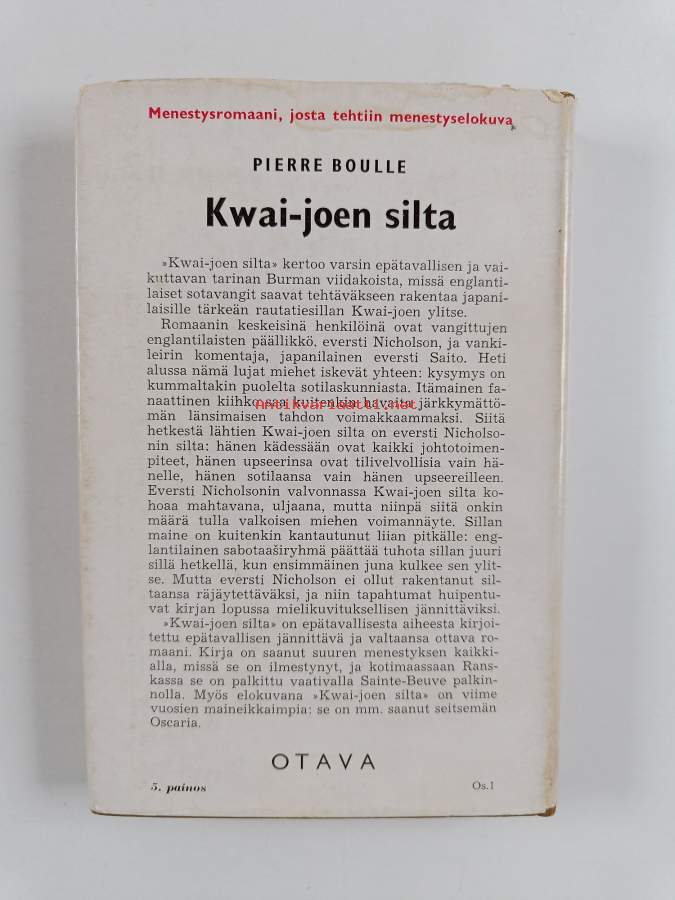 Menestysromaani, josta tehtiin menestyselokuva
PIERRE BOULLE
Kwai-joen silta
»Kwai-joen silta» kertoo varsin epätavallisen ja vai-
kuttavan tarinan Burman viidakoista, missä englanti-
laiset sotavangit saavat tehtäväkseen rakentaa japani-
laisille tärkeän rautatiesillan Kwai-joen ylitse.
Romaanin keskeisinä henkilöinä ovat vangittujen
englantilaisten päällikkö, eversti Nicholson, ja vanki-
leirin komentaja, japanilainen eversti Saito. Heti
alussa nämä lujat miehet iskevät yhteen: kysymys on
kummaltakin puolelta sotilaskunniasta. Itämainen fa-
naattinen kiihko saa kuitenkin havaita järkkymättö-
män länsimaisen tahdon voimakkaammaksi. Siitä
hetkestä lähtien Kwai-joen silta on eversti Nicholso-
nin silta: hänen kädessään ovat kaikki johtotoimen-
piteet, hänen upseerinsa ovat tilivelvollisia vain hä-
nelle, hänen sotilaansa vain hänen upseereilleen.
Eversti Nicholsonin valvonnassa Kwai-joen silta ko-
hoaa mahtavana, uljaana, mutta niinpä siitä onkin
määrä tulla valkoisen miehen voimannäyte. Sillan
maine on kuitenkin kantautunut liian pitkälle: eng-
lantilainen sabotaaširyhmä päättää tuhota sillan juuri
sillä hetkellä, kun ensimmäinen juna kulkee sen ylit-
se. Mutta eversti Nicholson ei ollut rakentanut sil-
taansa räjäytettäväksi, ja niin tapahtumat huipentu-
vat kirjan lopussa mielikuvituksellisen jännittäviksi.
»Kwai-joen silta» on epätavallisesta aiheesta kirjoi-
tettu epätavallisen jännittävä ja valtaansa ottava ro-
maani. Kirja on saanut suuren menestyksen kaikki-
alla, missä se on ilmestynyt, ja kotimaassaan Rans-
kassa se on palkittu vaativalla Sainte-Beuve palkin-
nolla. Myös elokuvana »Kwai-joen silta» on viime
vuosien maineikkaimpia: se on mm. saanut seitsemän
Oscaria.
OTAVA
5. painos
Os.1
Antikvariaatti.net